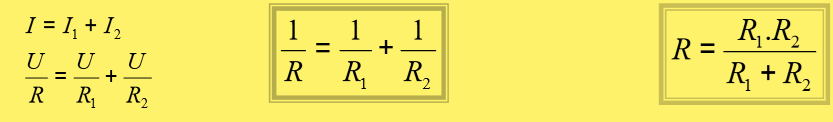 I = I₁ + I₂
U/R = U/R₁ + U/R₂
1/R = 1/R₁ + 1/R₂
R = R₁.R₂ / R₁ + R₂